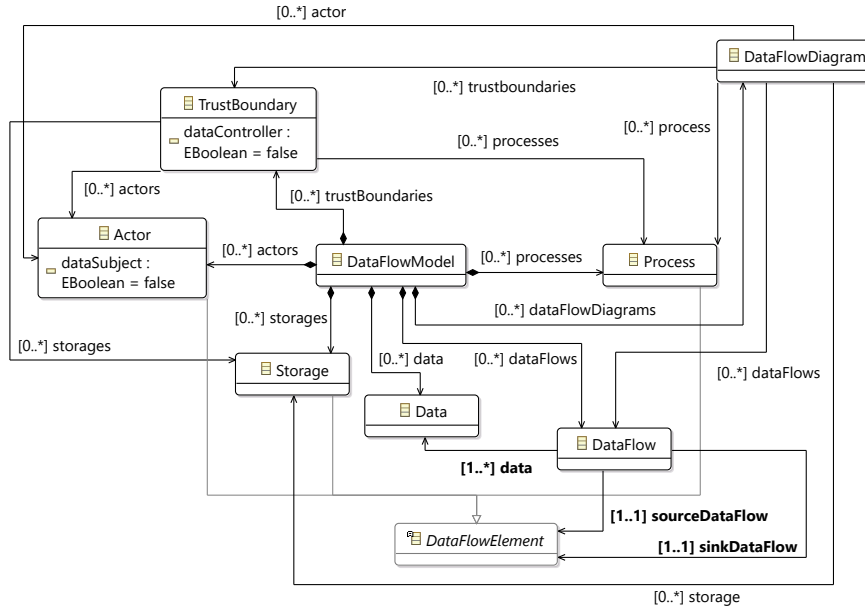 [0..*] actor
DataFlowDiagram
[0..*] trustboundaries
TrustBoundary
dataController :
EBoolean = false
[0..*] process
[0..*] processes
[0..*] actors
[0..*] trustBoundaries
Actor
dataSubject :
EBoolean = false
[0..*] actors
DataFlowModel
[0..*] processes
Process
[0..*] dataFlowDiagrams
[0..*] storages
[0..*] storages
[0..*] data
[0..*] dataFlows
[0..*] dataFlows
Storage
Data
DataFlow
[1..*] data
[1..1] sourceDataFlow
DataFlowElement
[1..1] sinkDataFlow
[0..*] storage